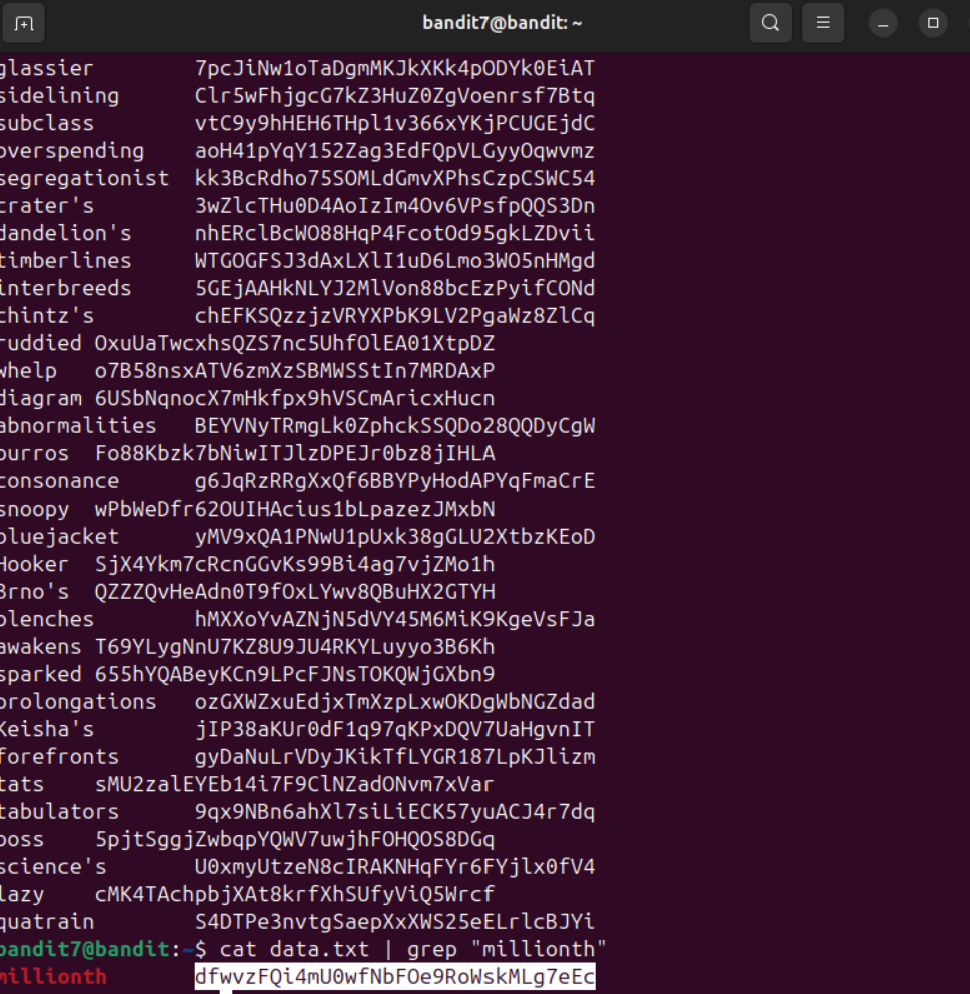 bandit7@bandit: ~
glassier 7pcJiNw1oTaDgmMKJkXKk4pODYk0EiAT
sidelining Clr5wFhjgcG7kZ3HuZ0ZgVoenrsf7Btq
subclass vtC9y9hHEH6THpl1v366xYKjPCUGEjdC
overspending aoH41pYqY152Zag3EdFQpVLGyyOqwvmz
segregationist kk3BcRdho75SOMLdGmvXPhsCzpCSWC54
crater's 3wZlcTHu0D4AoIzIm4Ov6VPsfpQQS3Dn
dandelion's nhERclBcWO88HqP4FcotOd95gkLZDvii
timberlines WTGOGFSJ3dAxLXlI1uD6Lmo3WO5nHMgd
interbreeds 5GEjAAHkNLYJ2MlVon88bcEzPyifCONd
chintz's chEFKSQzzjzVRYXPbK9LV2PgaWz8ZlCq
ruddied OxuUaTwcxhsQZS7nc5UhfOlEA01XtpDZ
whelp o7B58nsxATV6zmXzSBMWSStIn7MRDAxP
diagram 6USbNqnocX7mHkfpx9hVSCmAricxHucn
abnormalities BEYVNyTRmgLk0ZphckSSQDo28QQDyCgW
burros Fo88Kbzk7bNiwITJlzDPEJr0bz8jIHLA
consonance g6JqRzRRgXxQf6BBYPyHodAPYqFmaCrE
snoopy wPbWeDfr62OUIHAcius1bLpazezJMxbN
bluejacket yMV9xQA1PNwU1pUxk38gGLU2XtbzKEoD
Hooker SjX4Ykm7cRcnGGvKs99Bi4ag7vjZMo1h
Brno's QZZZQvHeAdn0T9fOxLYwv8QBuHX2GTYH
blenches hMXXoYvAZNjN5dVY45M6MiK9KgeVsFJa
awakens T69YLygNnU7KZ8U9JU4RKYLuyyo3B6Kh
sparked 655hYQABeyKCn9LPcFJNsTOKQWjGXbn9
prolongations ozGXWZxuEdjxTmXzpLxwOKDgWbNGZdad
Keisha's jIP38aKUr0dF1q97qKPxDQV7UaHgvnIT
forefronts gyDaNuLrVDyJKikTfLYGR187LpKJlizm
tats sMU2zalEYEb14i7F9ClNZadONvm7xVar
tabulators 9qx9NBn6ahXl7siLiECK57yuACJ4r7dq
boss 5pjtSggjZwbqpYQWV7uwjhFOHQOS8DGq
science's U0xmyUtzeN8cIRAKNHqFYr6FYjlx0fV4
lazy cMK4TAchpbjXAt8krfXhSUfyViQ5Wrcf
quatrain S4DTPe3nvtgSaepXxXWS25eELrlcBJYi
bandit7@bandit:~$ cat data.txt | grep "millionth"
millionth dfwvzFQi4mU0wfNbFOe9RoWskMLg7eEc